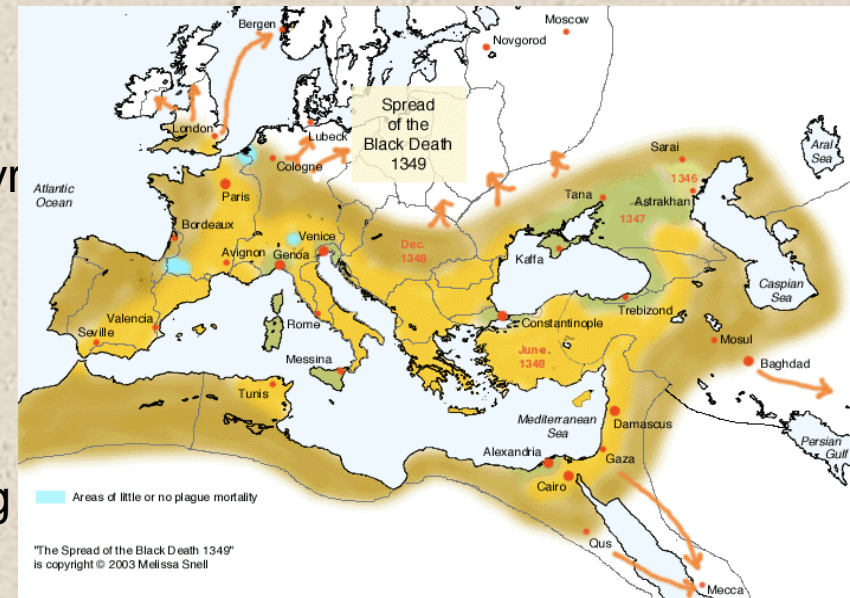 Bergen
Moscow
Novgorod
Spread
of the
Black Death
1349
London
Lubeck
Cologne
Aral
Sea
Sarai
1346
Atlantic
Ocean
Paris
Tana
Astrakhan
1347
Bordeaux
Venice
Dec.
1348
Avignon
Genoa
Kaffa
Caspian
Sea
Trebizond
Valencia
Rome
Constantinople
Seville
Mosul
Messina
June.
1348
Baghdad
Tunis
Mediterranean
Sea
Damascus
Persian
Gulf
Alexandria
Gaza
Cairo
Areas of little or no plague mortality
g
Qus
"The Spread of the Black Death 1349"
is copyright © 2003 Melissa Snell
Mecca